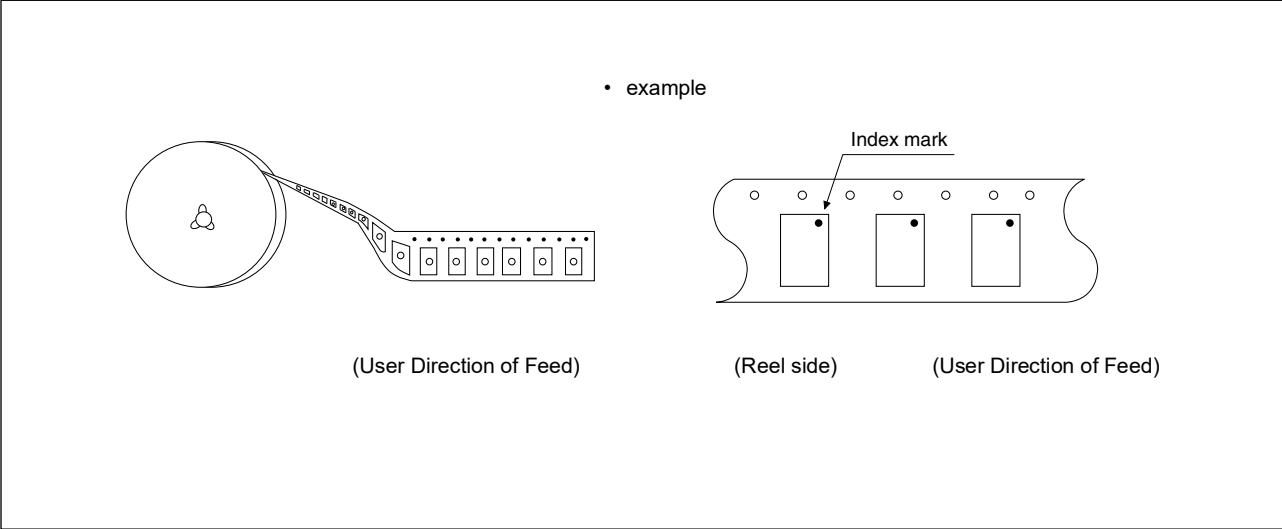 • example
Index mark
(User Direction of Feed)
(Reel side)
(User Direction of Feed)